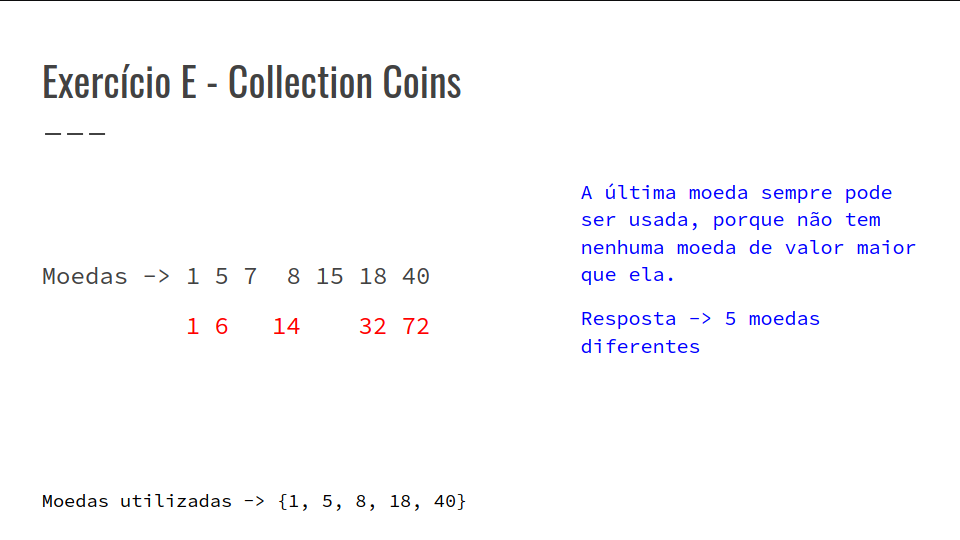 Exercício E - Collection Coins
———
A última moeda sempre pode
ser usada, porque não tem
nenhuma moeda de valor maior
que ela.
Moedas -> 1 5 7 8 15 18 40
1 6 14 32 72
Resposta -> 5 moedas
diferentes
Moedas utilizadas -> {1, 5, 8, 18, 40}